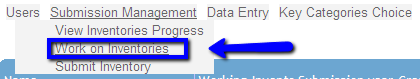 Users Submission Management Data Entry Key Categories Choice
View Inventories Progress
Work on Inventories
Submit Inventory